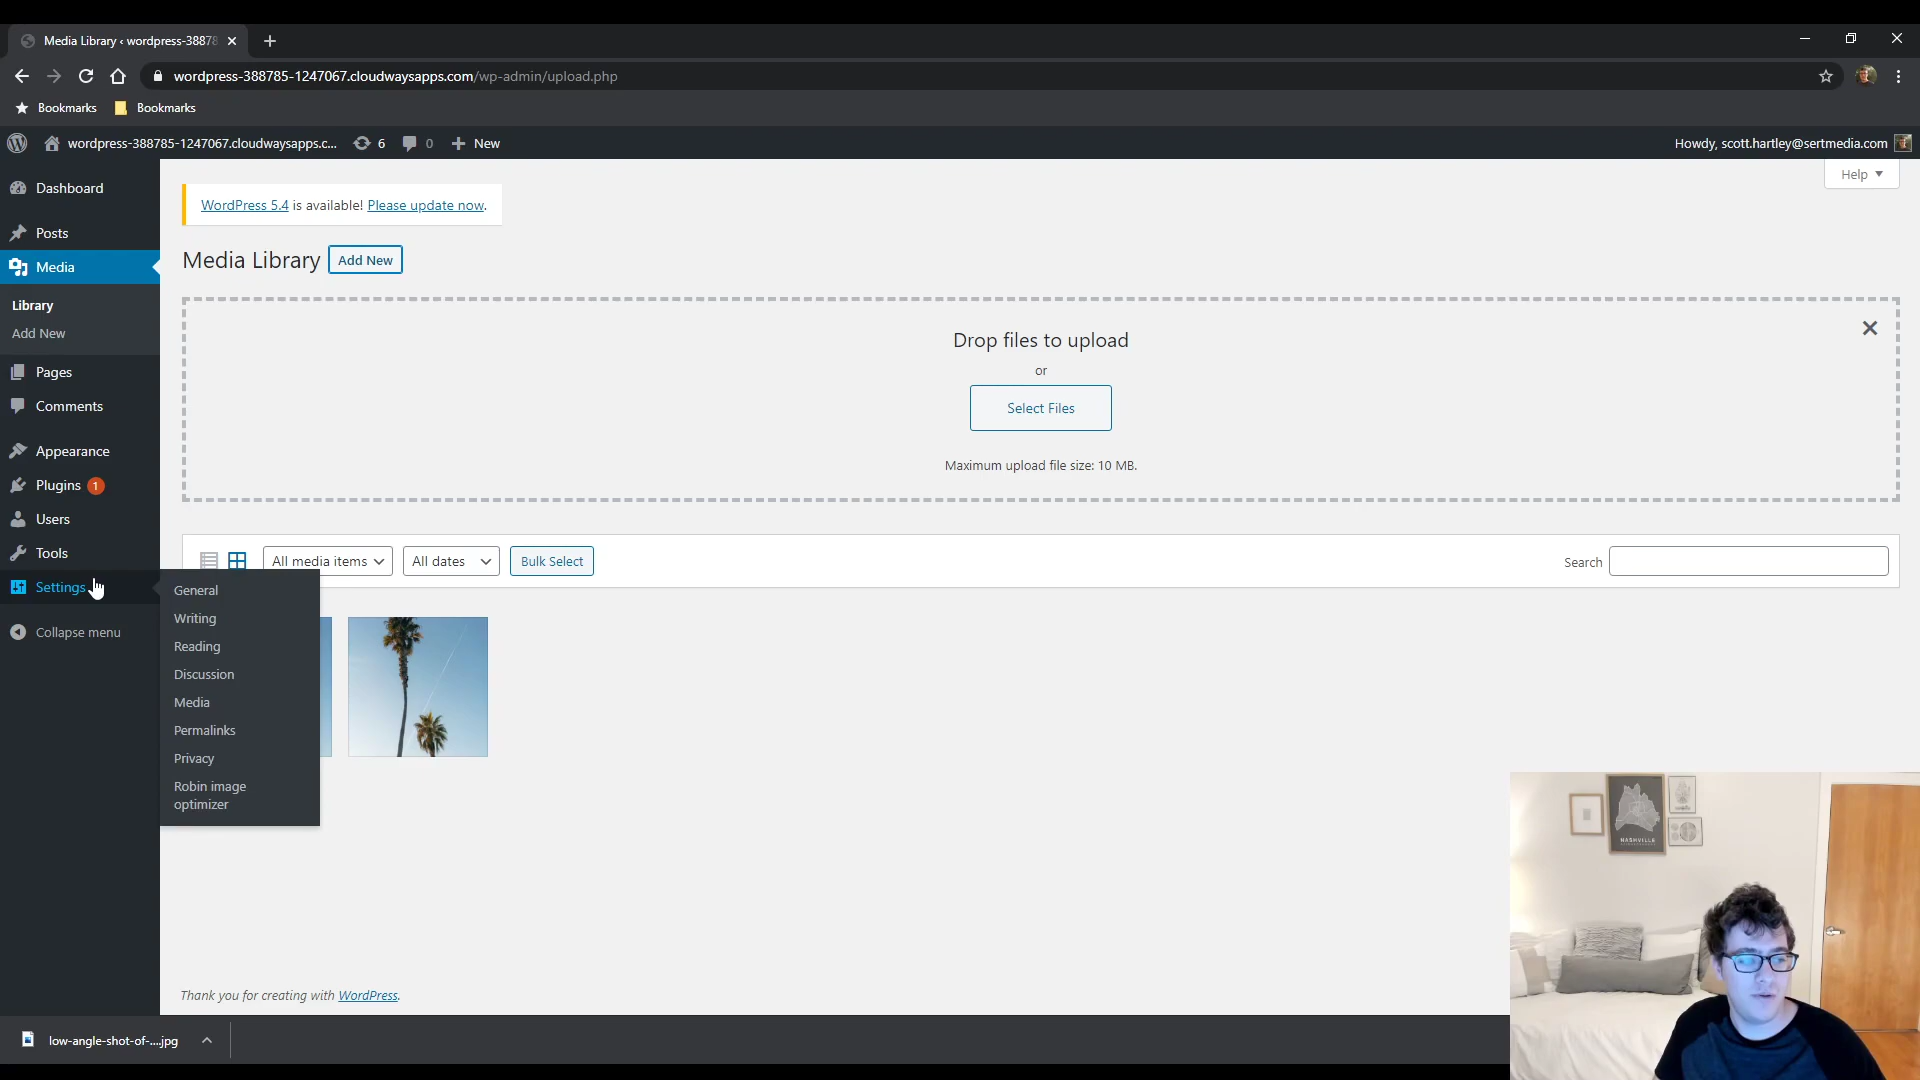 Media Library ‹ wordpress-38878
wordpress-388785-1247067.cloudwaysapps.com/wp-admin/upload.php
Bookmarks
Bookmarks
wordpress-388785-1247067.cloudwaysapps.c...
6
0
New
Howdy, scott.hartley@sertmedia.com
Help
Dashboard
Posts
Media
Library
Add New
Pages
Comments
Appearance
Plugins 1
Users
Tools
Settings
Collapse menu
General
Writing
Reading
Discussion
Media
Permalinks
Privacy
Robin image
optimizer
WordPress 5.4 is available! Please update now.
Media Library
Add New
Drop files to upload
or
Select Files
Maximum upload file size: 10 MB.
All media items
All dates
Bulk Select
Search
Thank you for creating with WordPress.
low-angle-shot-of-....jpg
NASHVILLE